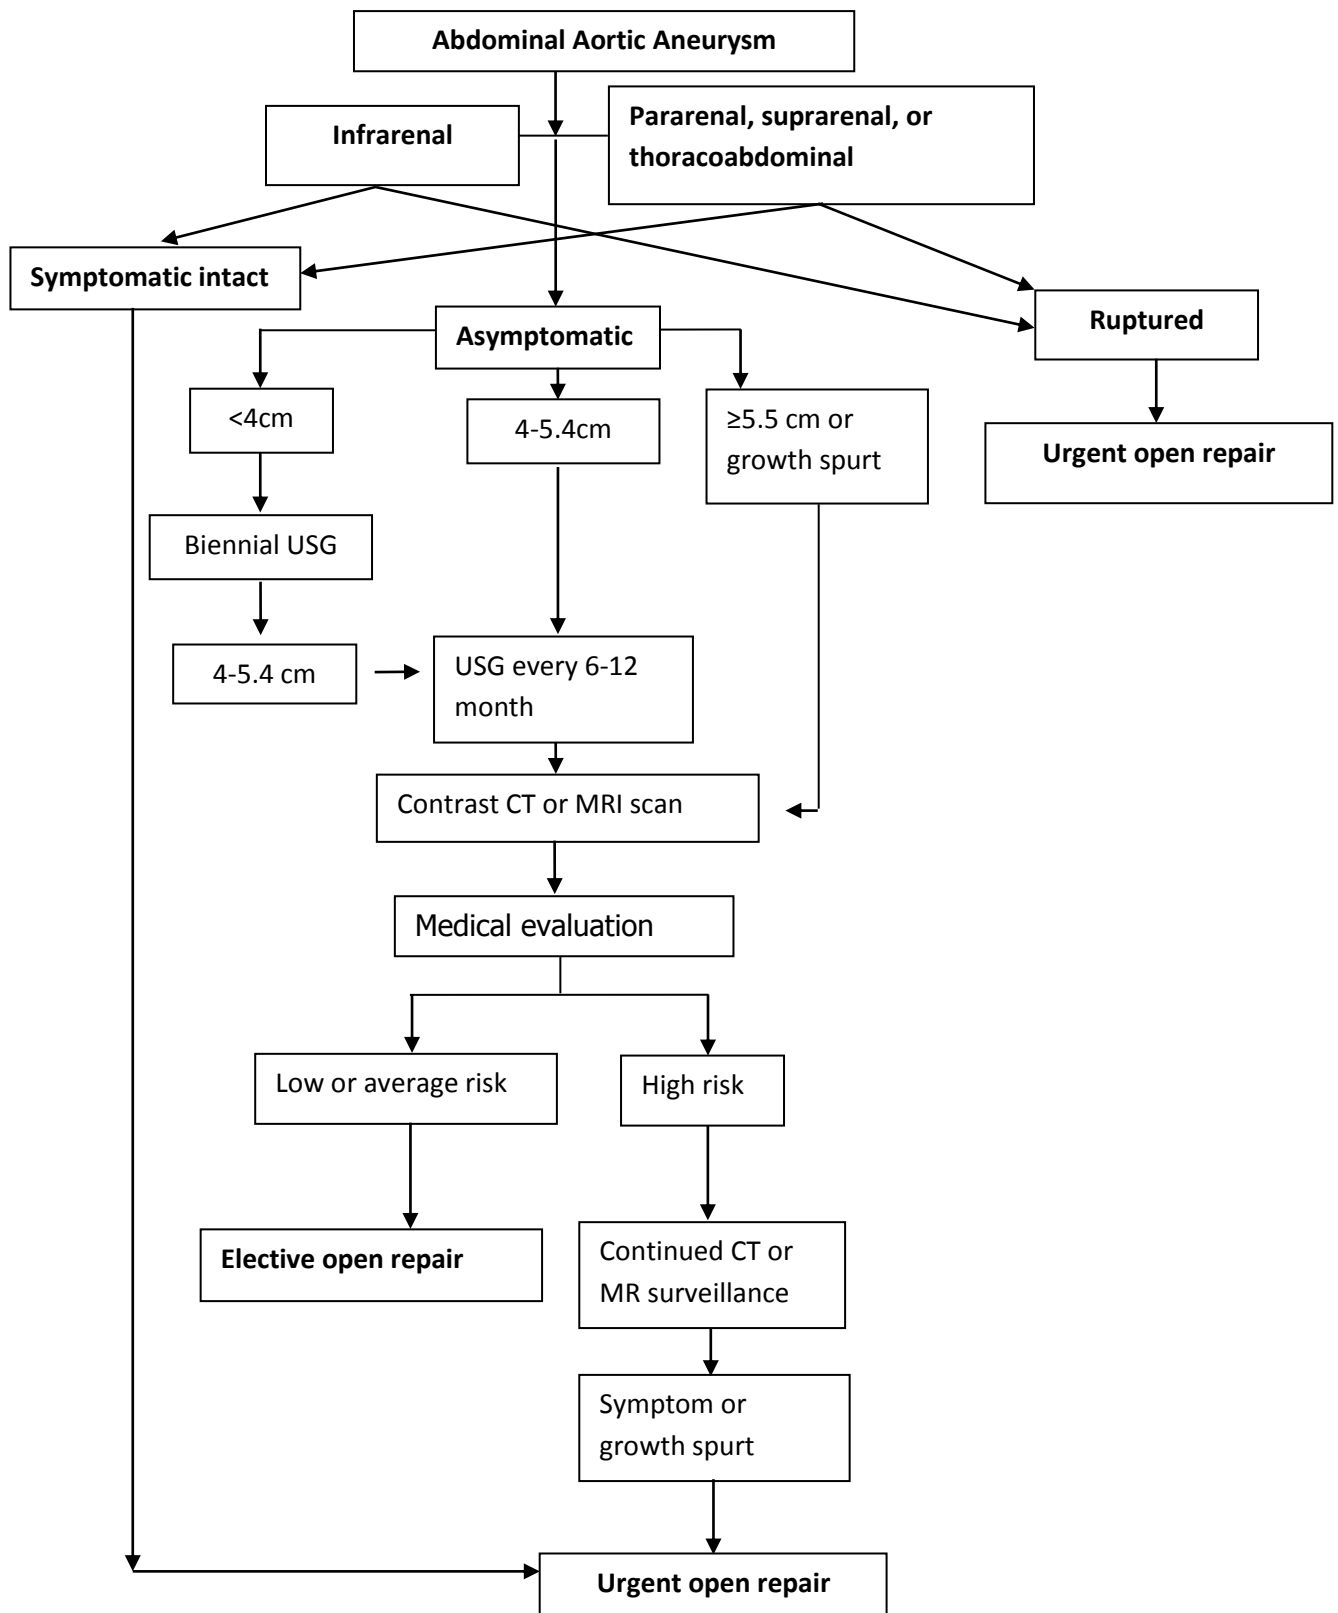 Abdominal Aortic Aneurysm
Infrarenal
Pararenal, suprarenal, or
thoracoabdominal
Symptomatic intact
Asymptomatic
Ruptured
<4cm
4-5.4cm
≥5.5 cm or
growth spurt
Urgent open repair
Biennial USG
4-5.4 cm
USG every 6-12
month
Contrast CT or MRI scan
Medical evaluation
Low or average risk
High risk
Elective open repair
Continued CT or
MR surveillance
Symptom or
growth spurt
Urgent open repair